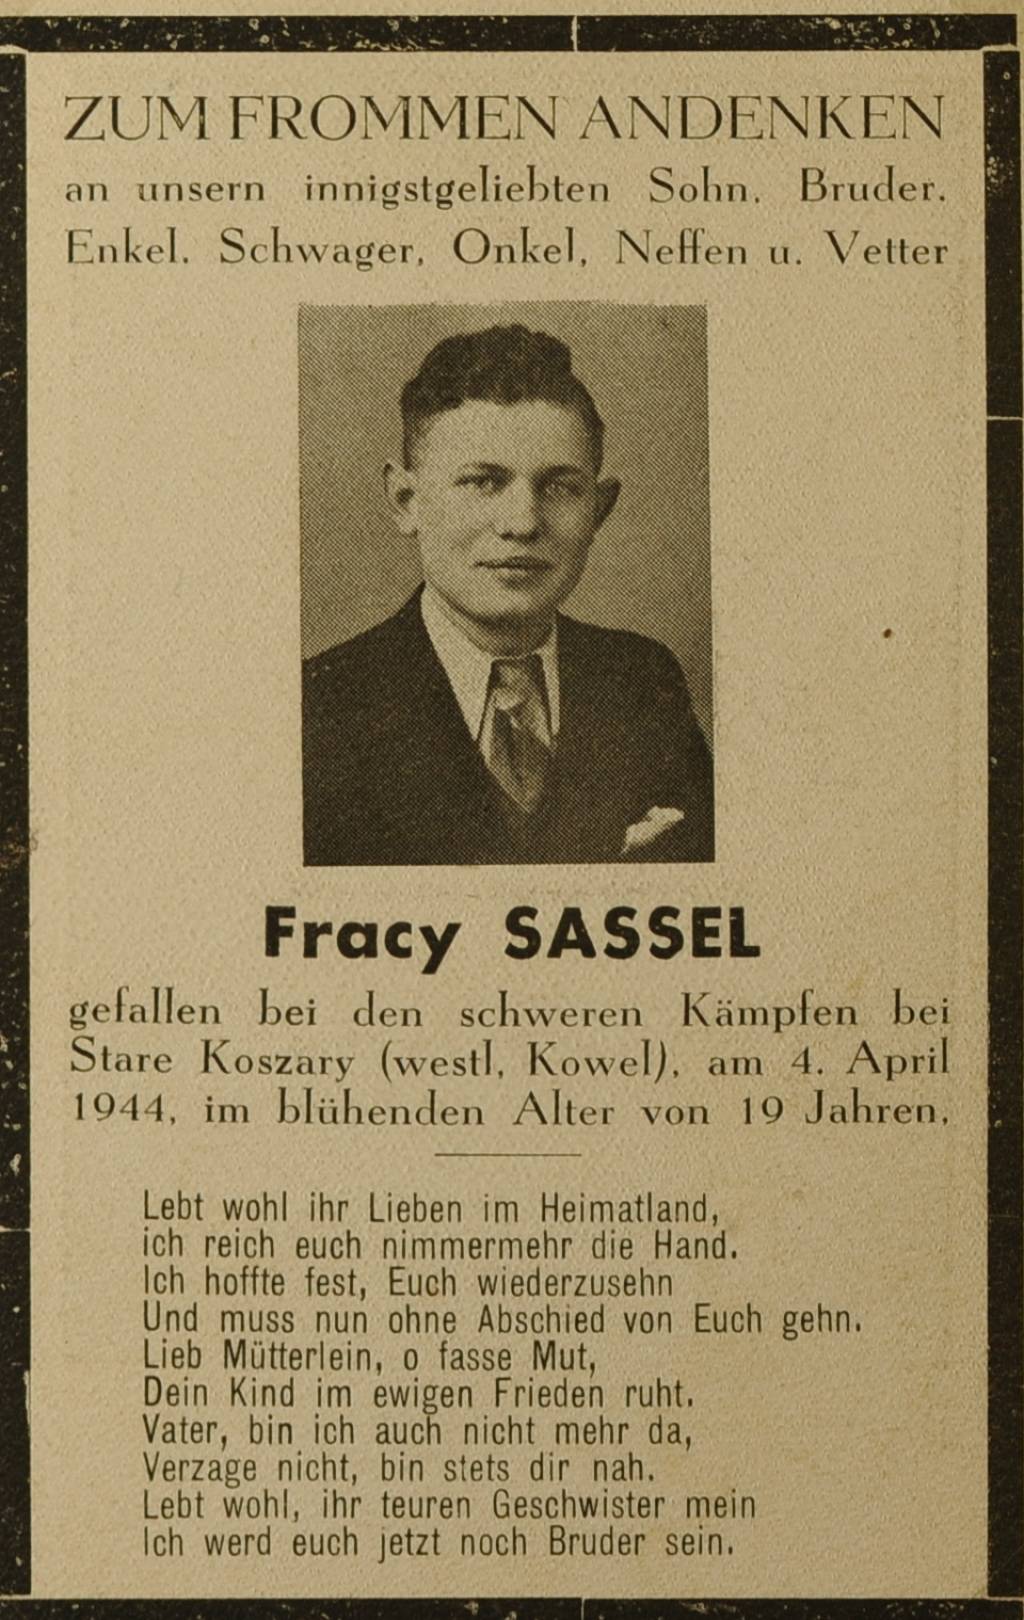 ZUM FROMMEN ANDENKEN
an unsern innigstgeliebten Sohn, Bruder,
Enkel, Schwager, Onkel, Neffen u. Vetter
Fracy SASSEL
gefallen bei den schweren Kämpfen bei
Stare Koszary (westl. Kowel), am 4. April
1944, im blühenden Alter von 19 Jahren.
Lebt wohl ihr Lieben im Heimatland,
ich reich euch nimmermehr die Hand.
Ich hoffte fest, Euch wiederzusehn
Und muss nun ohne Abschied von Euch gehn.
Lieb Mütterlein, o fasse Mut,
Dein Kind im ewigen Frieden ruht.
Vater, bin ich auch nicht mehr da,
Verzage nicht, bin stets dir nah.
Lebt wohl, ihr teuren Geschwister mein
Ich werd euch jetzt noch Bruder sein.